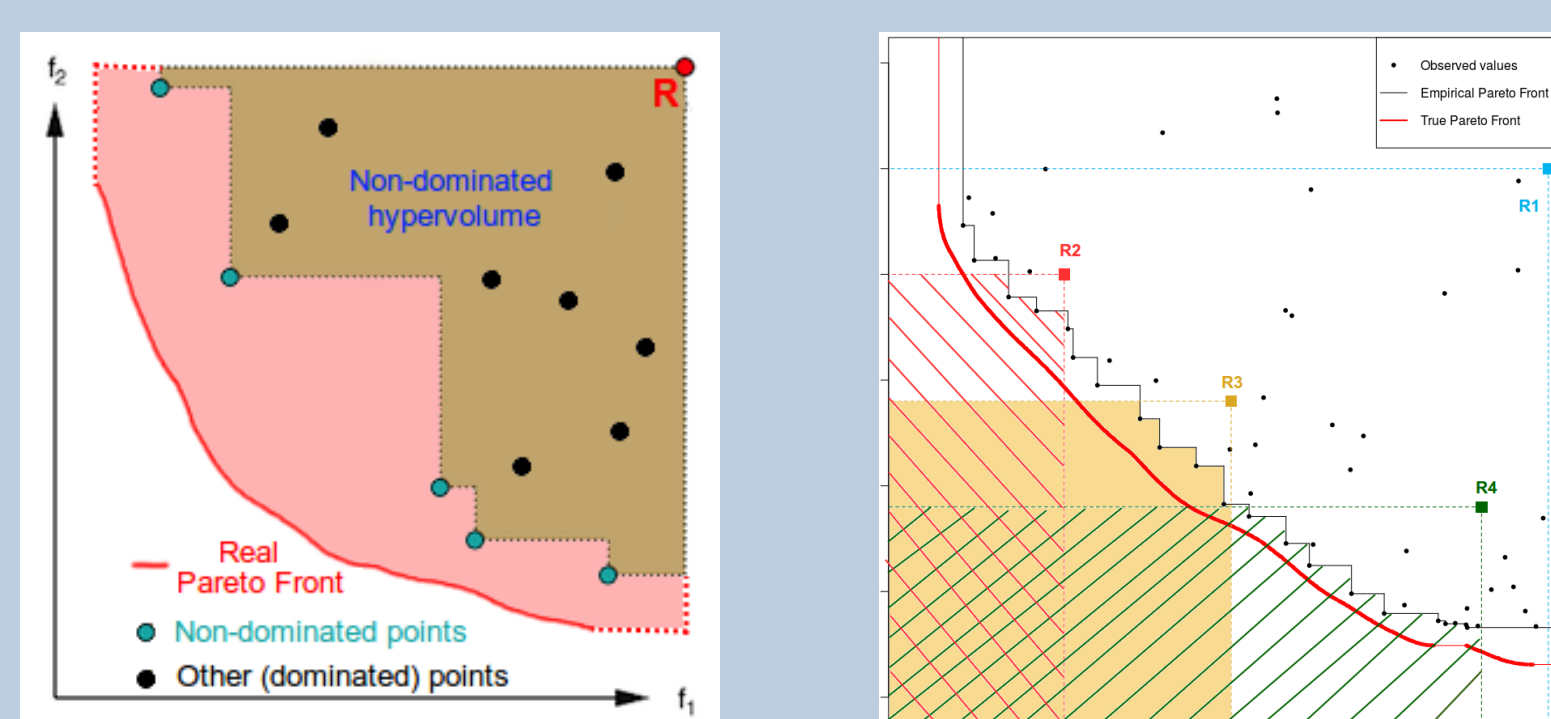 f2
R
Non-dominated
hypervolume
Real
Pareto Front
Non-dominated points
Other (dominated) points
f1
Observed values
Empirical Pareto Front
True Pareto Front
R1
R2
R3
R4